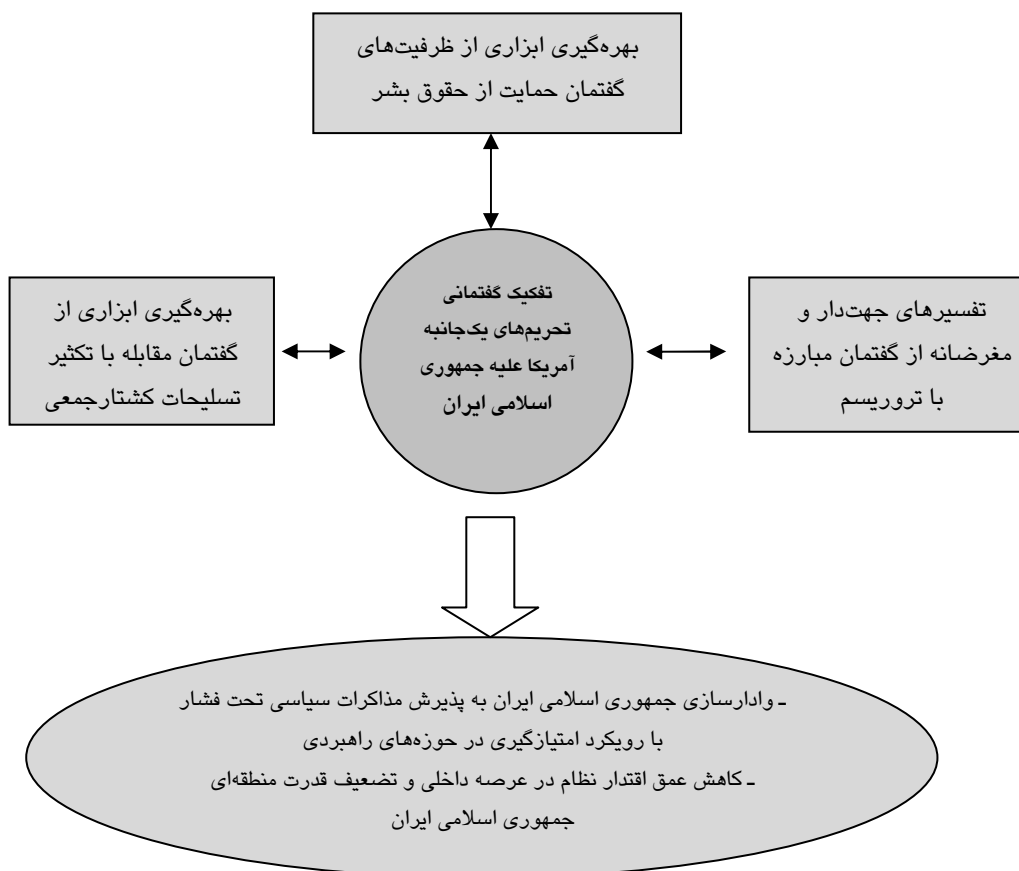 بهره‌گیری ابزاری از ظرفیت‌های
گفتمان حمایت از حقوق بشر
تفسیرهای جهت‌دار و
مغرضانه از گفتمان مبارزه
با تروریسم
تفکیک گفتمانی
تحریم‌های یک‌جانبه
آمریکا علیه جمهوری
اسلامی ایران
بهره‌گیری ابزاری از
گفتمان مقابله با تکثیر
تسلیحات کشتارجمعی
ـ وادارسازی جمهوری اسلامی ایران به پذیرش مذاکرات سیاسی تحت فشار
با رویکرد امتیازگیری در حوزه‌های راهبردی
ـ کاهش عمق اقتدار نظام در عرصه داخلی و تضعیف قدرت منطقه‌ای
جمهوری اسلامی ایران